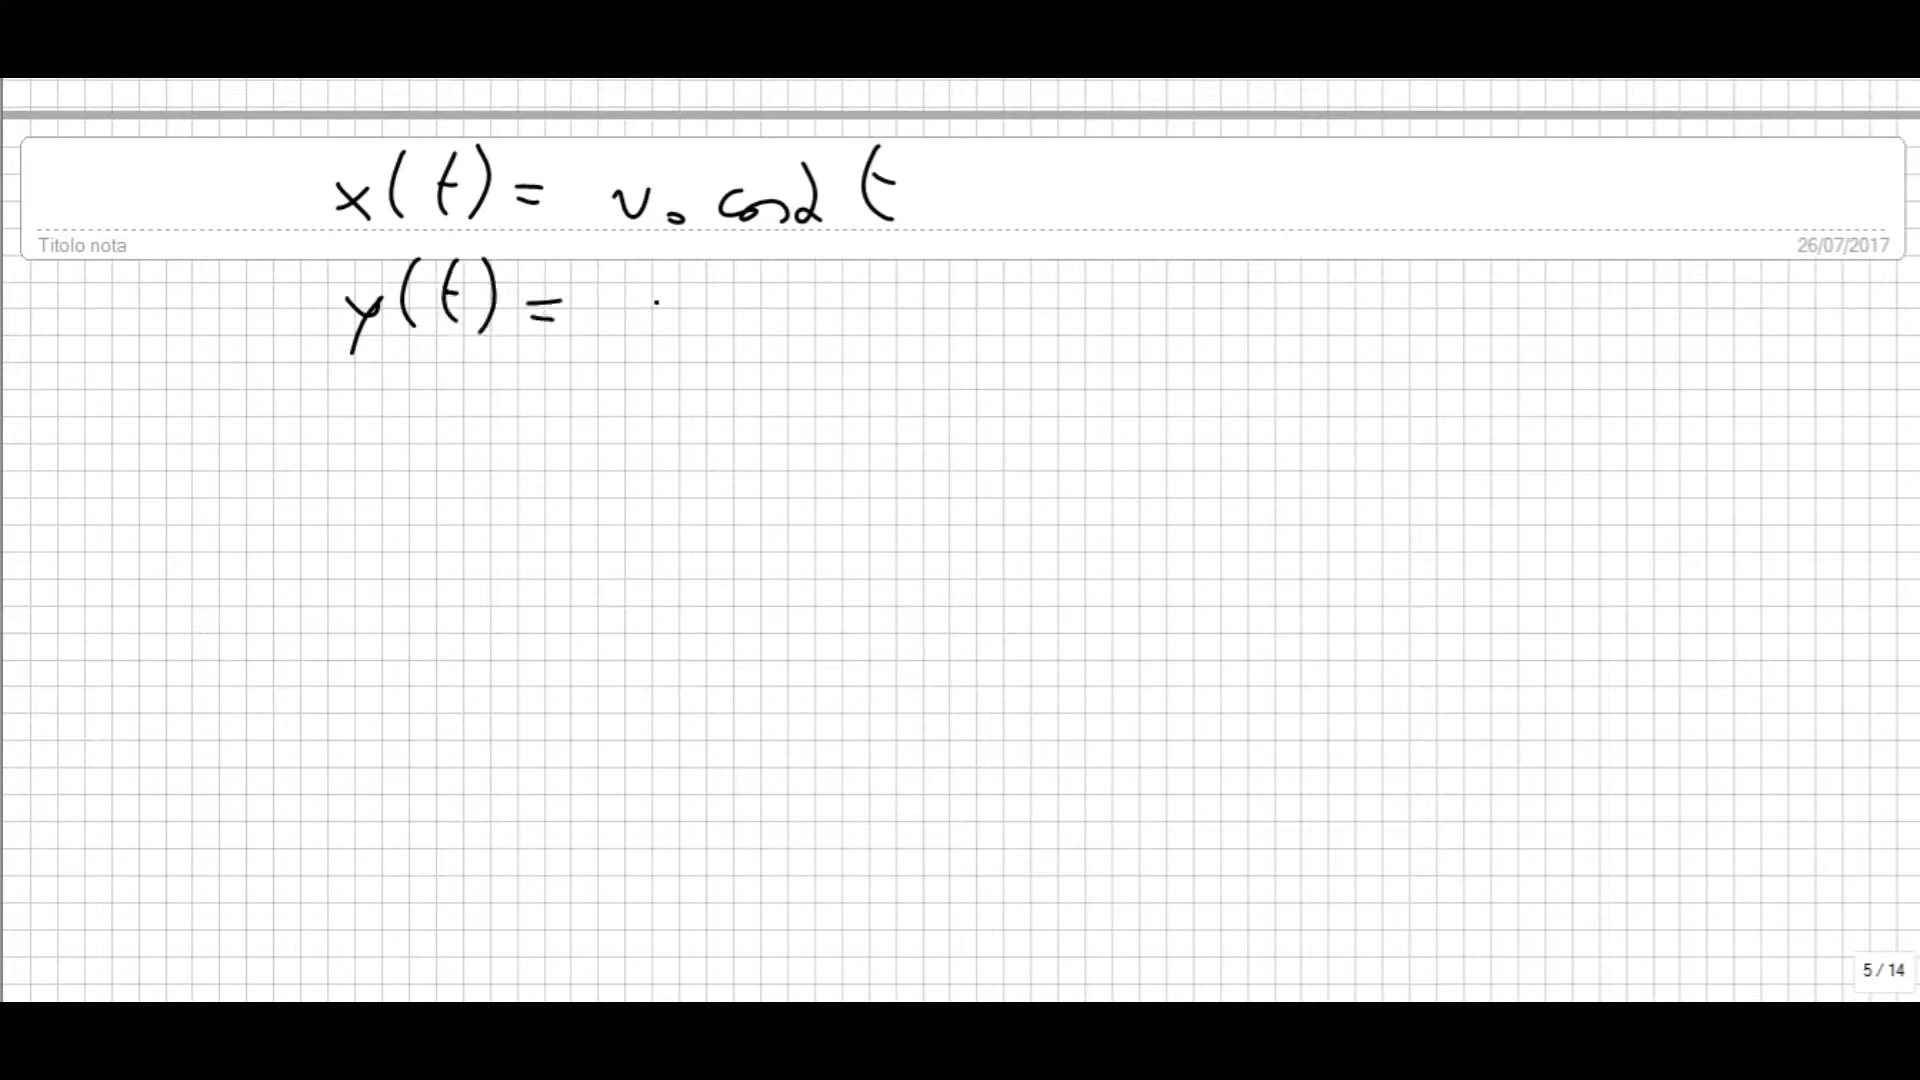 x(t) = v₀ cosα t
Titolo nota 26/07/2017
y(t) =
5 / 14